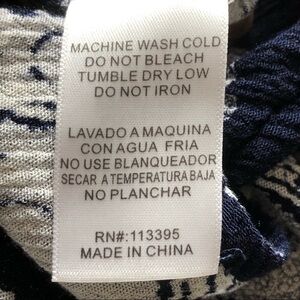 MACHINE WASH COLD
DO NOT BLEACH
TUMBLE DRY LOW
DO NOT IRON
LAVADO A MAQUINA
CON AGUA FRIA
NO USE BLANQUEADOR
SECAR A TEMPERATURA BAJA
NO PLANCHAR
RN#:113395
MADE IN CHINA